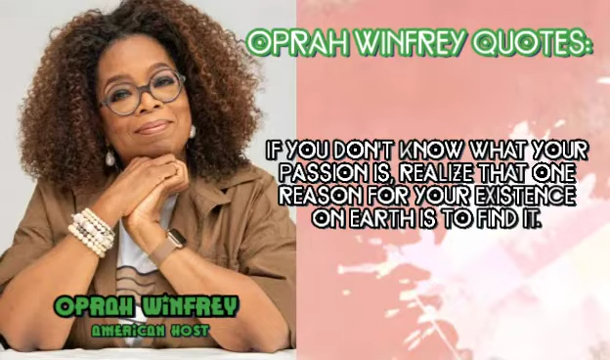 OPRAH WINFREY QUOTES:
IF YOU DON'T KNOW WHAT YOUR
PASSION IS, REALIZE THAT ONE
REASON FOR YOUR EXISTENCE
ON EARTH IS TO FIND IT.
OPRAH WiNFREY
AMERiCAN HOST